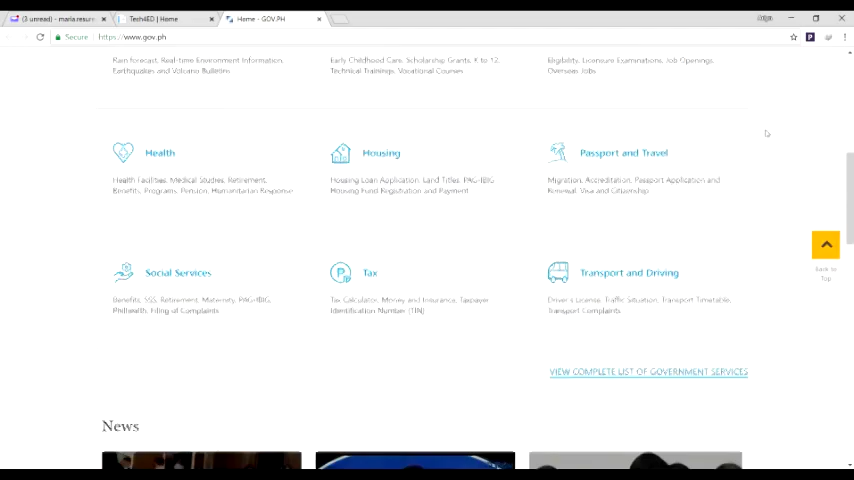 (3 unread) - maria.resure
Tech4ED | Home
Home - GOV.PH
Secure
https://www.gov.ph
Rain forecast, Real-time Environment Information,
Earthquakes and Volcano Bulletins
Early Childhood Care, Scholarship Grants, K to 12,
Technical Trainings, Vocational Courses
Eligibility, Licensure Examinations, Job Openings,
Overseas Jobs
Health
Health Facilities, Medical Studies, Retirement,
Benefits, Programs, Pension, Humanitarian Response
Housing
Housing Loan Application, Land Titles, PAG-IBIG
Housing Fund Registration and Payment
Passport and Travel
Migration, Accreditation, Passport Application and
Renewal, Visa and Citizenship
Social Services
Benefits, SSS, Retirement, Maternity, PAG-IBIG,
Philhealth, Filing of Complaints
Tax
Tax Calculator, Money and Insurance, Taxpayer
Identification Number (TIN)
Transport and Driving
Driver's License, Traffic Situation, Transport Timetable,
Transport Complaints
Back to
Top
VIEW COMPLETE LIST OF GOVERNMENT SERVICES
News